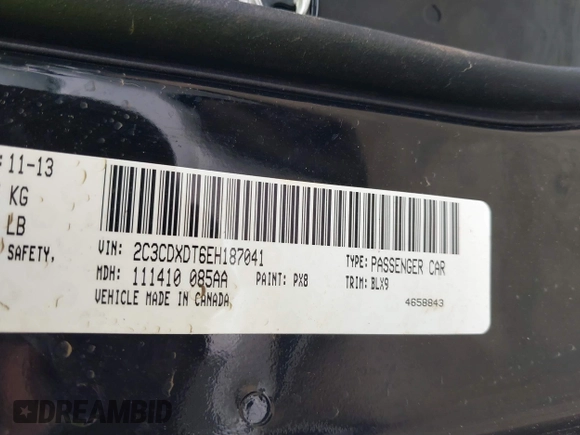 : 11-13
KG
LB
SAFETY,
VIN: 2C3CDXDT6EH187041 TYPE: PASSENGER CAR
MDH: 111410 085AA PAINT: PX8 TRIM: BLX9
VEHICLE MADE IN CANADA 4658843
DREAMBID